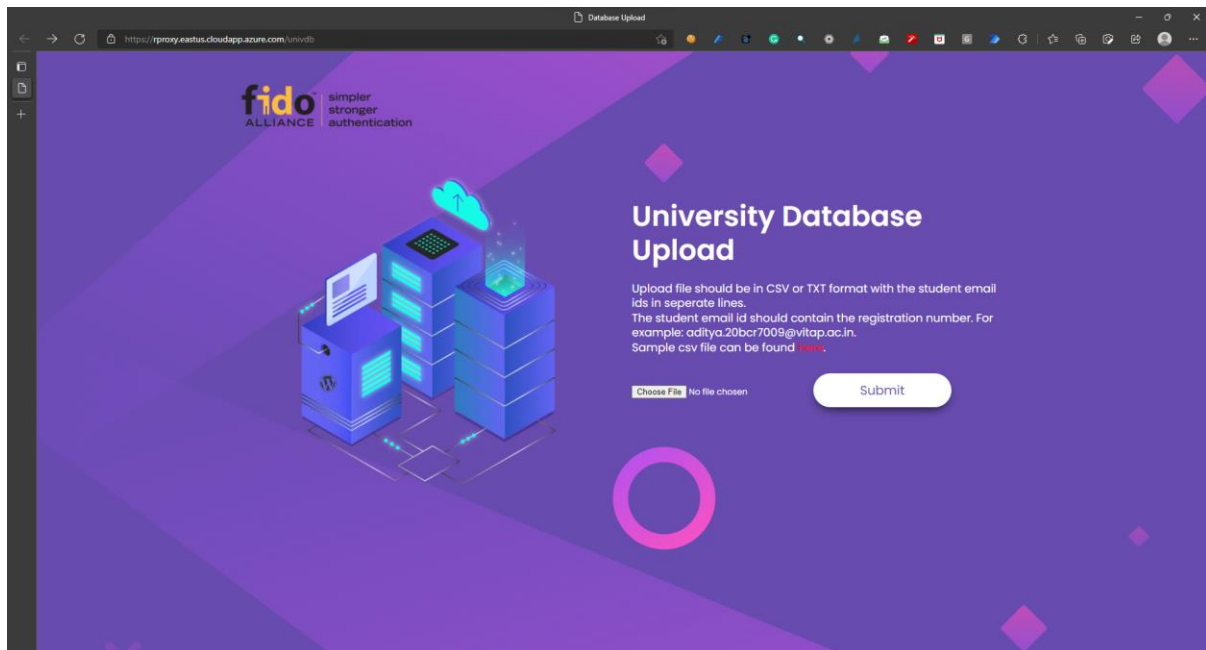 Database Upload
https://rproxy.eastus.cloudapp.azure.com/univdb
fido
ALLIANCE
simpler
stronger
authentication
University Database
Upload
Upload file should be in CSV or TXT format with the student email
ids in seperate lines.
The student email id should contain the registration number. For
example: aditya.20bcr7009@vitap.ac.in.
Sample csv file can be found here.
Choose File No file chosen
Submit